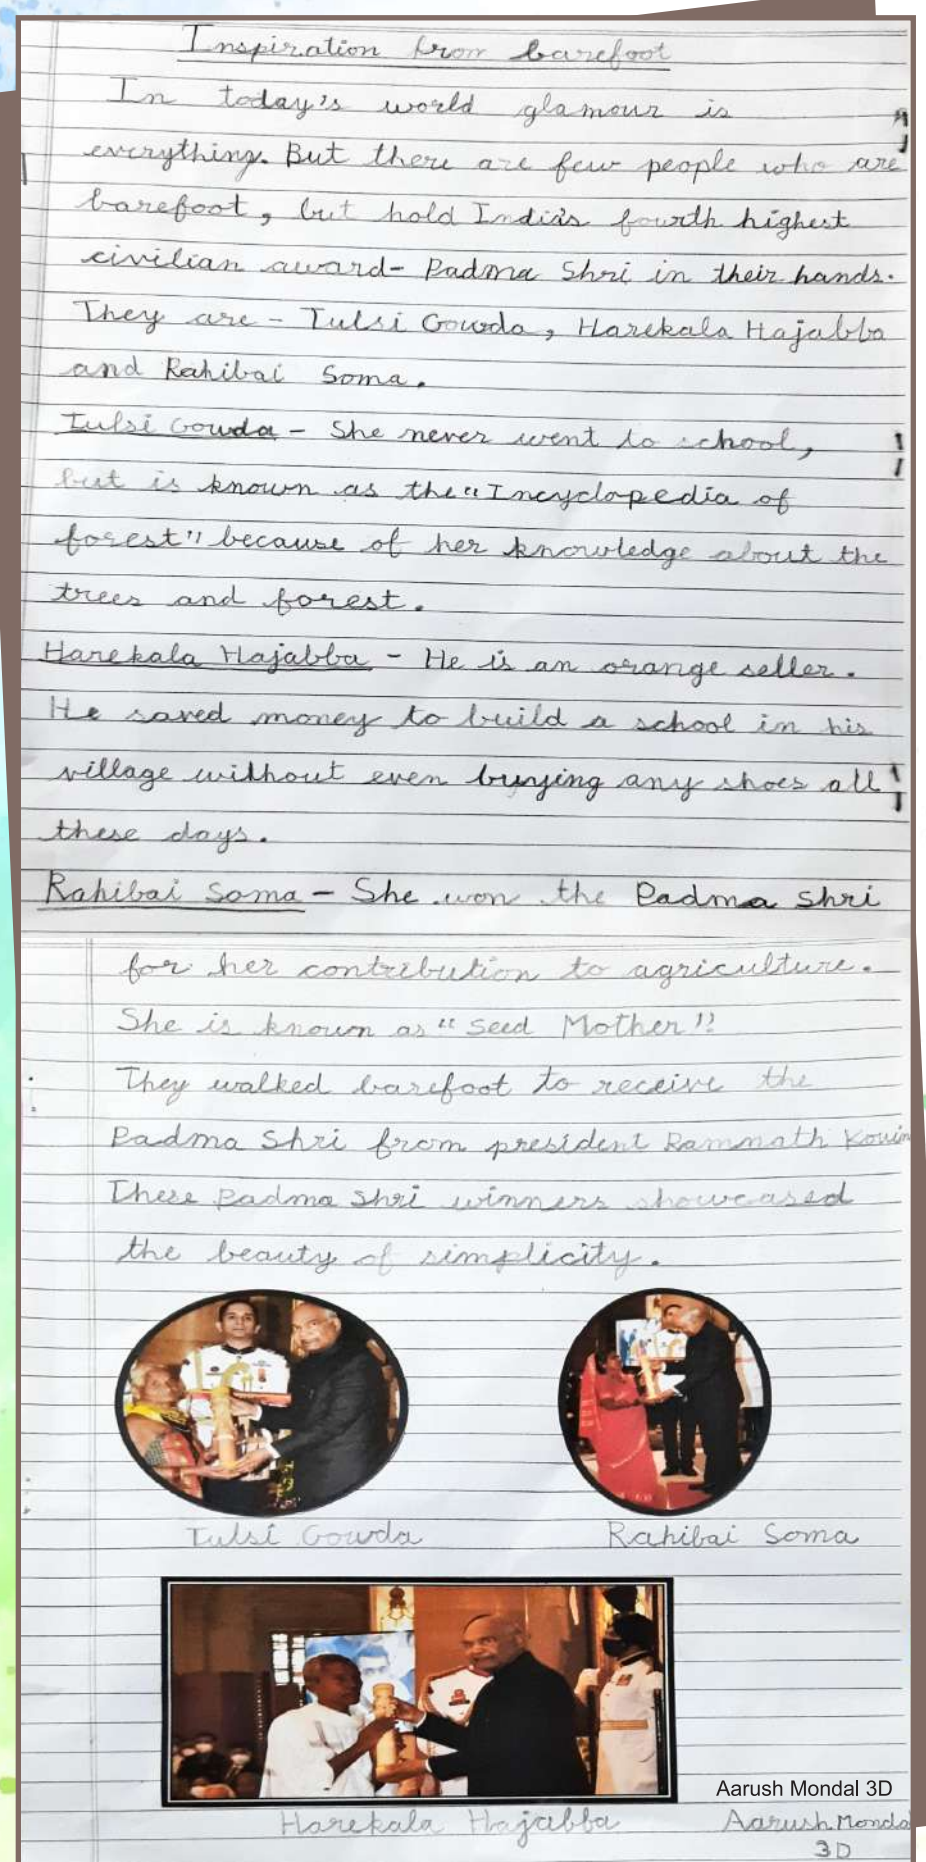 Inspiration from barefoot
In today's world glamour is
everything. But there are few people who are
barefoot, but hold India's fourth highest
civilian award- Padma Shri in their hands.
They are - Tulsi Gowda, Harekala Hajabba
and Rahibai Soma.
Tulsi Gowda - She never went to school,
but is known as the "Incyclopedia of
forest" because of her knowledge about the
trees and forest.
Harekala Hajabba - He is an orange seller.
He saved money to build a school in his
village without even buying any shoes all
these days.
Rahibai Soma - She won the Padma Shri
for her contribution to agriculture.
She is known as "Seed Mother"
They walked barefoot to receive the
Padma Shri from president Ramnath Kovin
These Padma Shri winners showcased
the beauty of simplicity.
Tulsi Gowda
Rahibai Soma
Aarush Mondal 3D
Harekala Hajabba
Aarush Monda
3D